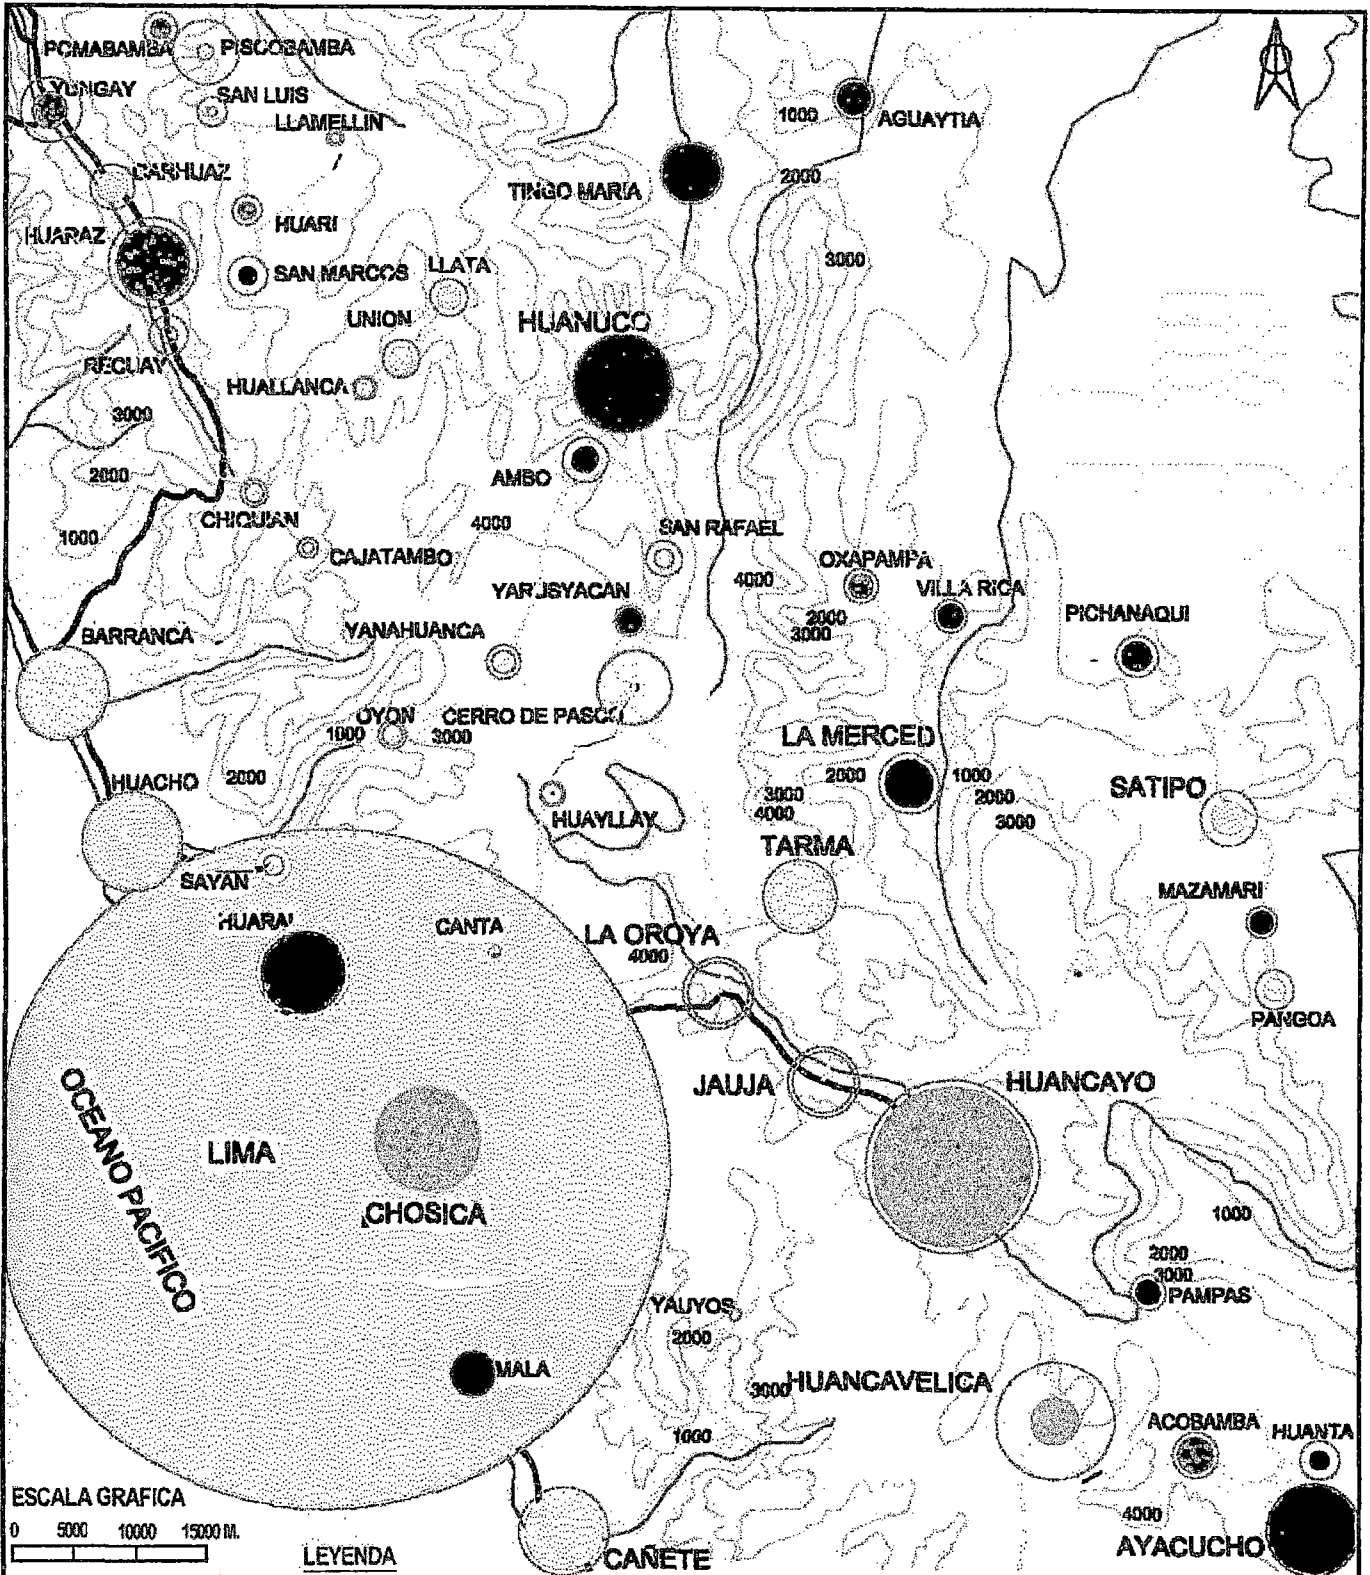 POMABAMBA
PISCOBAMBA
YUNGAY
SAN LUIS
LLAMELLIN
1000
AGUAYTIA
CARHUAZ
TINGO MARIA
2000
HUARI
HUARAZ
3000
SAN MARCOS
LLATA
UNION
HUANUCO
RECUAY
HUALLANCA
3000
2000
AMBO
CHIQUIAN
4000
SAN RAFAEL
1000
CAJATAMBO
OXAPAMPA
4000
VILLA RICA
YARUSYACAN
2000
PICHANAQUI
BARRANCA
YANAHUANCA
3000
OYON
CERRO DE PASCO
1000
3000
LA MERCED
HUACHO
2000
2000
1000
SATIPO
3000
2000
4000
3000
HUAYLLAY
TARMA
SAYAN
MAZAMARI
HUARAL
CANTA
LA OROYA
4000
PANGOA
JAUJA
HUANCAYO
OCEANO PACIFICO
LIMA
CHOSICA
1000
2000
3000
PAMPAS
YAUYOS
2000
MALA
3000
HUANCAVELICA
ACOBAMBA
HUANTA
1000
ESCALA GRAFICA
4000
0 5000 10000 15000 M.
AYACUCHO
LEYENDA
CAÑETE